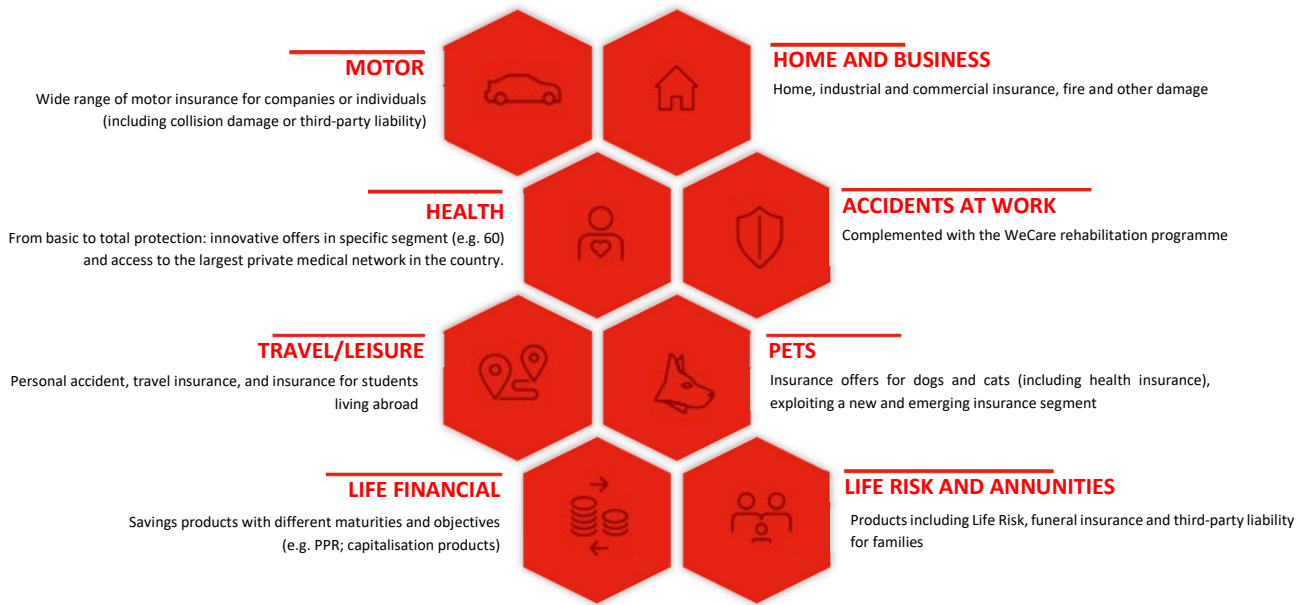 MOTOR
Wide range of motor insurance for companies or individuals
(including collision damage or third-party liability)
HOME AND BUSINESS
Home, industrial and commercial insurance, fire and other damage
HEALTH
From basic to total protection: innovative offers in specific segment (e.g. 60)
and access to the largest private medical network in the country.
ACCIDENTS AT WORK
Complemented with the WeCare rehabilitation programme
TRAVEL/LEISURE
Personal accident, travel insurance, and insurance for students
living abroad
PETS
Insurance offers for dogs and cats (including health insurance),
exploiting a new and emerging insurance segment
LIFE FINANCIAL
Savings products with different maturities and objectives
(e.g. PPR; capitalisation products)
LIFE RISK AND ANNUNITIES
Products including Life Risk, funeral insurance and third-party liability
for families